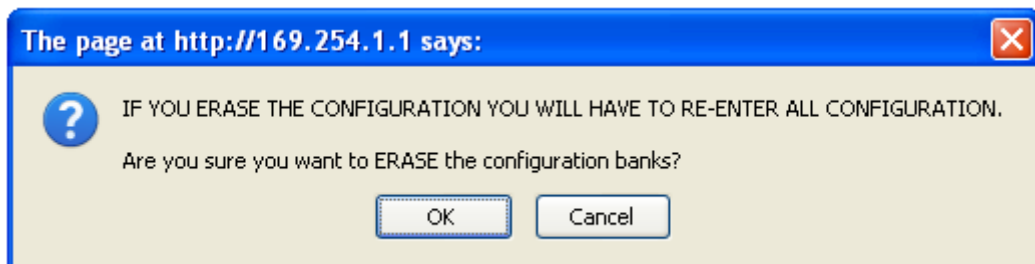 The page at http://169.254.1.1 says:
IF YOU ERASE THE CONFIGURATION YOU WILL HAVE TO RE-ENTER ALL CONFIGURATION.
Are you sure you want to ERASE the configuration banks?
OK
Cancel